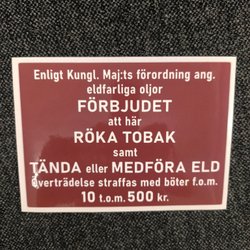 Enligt Kungl. Maj:ts förordning ang.
eldfarliga oljor
FÖRBJUDET
att här
RÖKA TOBAK
samt
TÄNDA eller MEDFÖRA ELD
överträdelse straffas med böter f.o.m.
10 t.o.m. 500 kr.